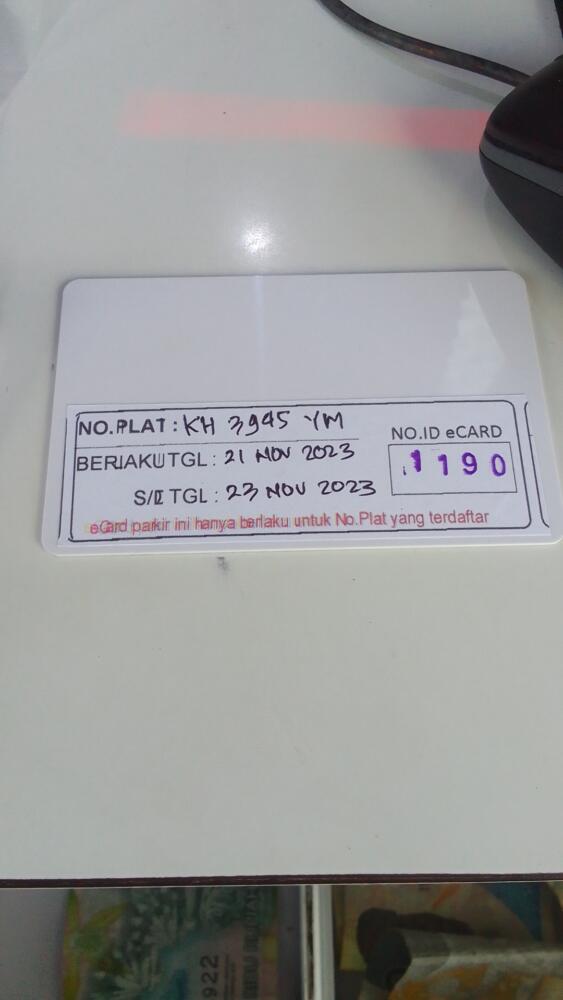 NO.PLAT : KH 3945 YM
BERLAKU TGL : 21 NOV 2023
S/D TGL : 23 NOV 2023
NO.ID eCARD
1190
eCard parkir ini hanya berlaku untuk No.Plat yang terdaftar
922